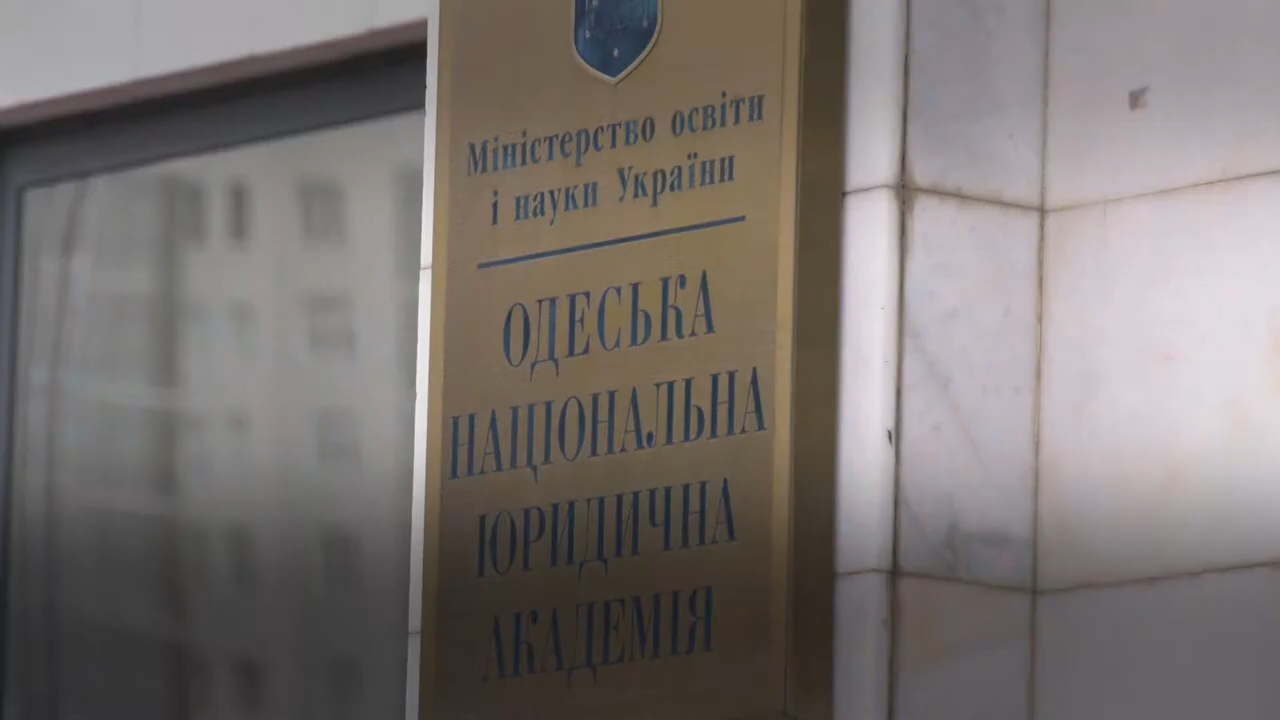 Міністерство освіти
і науки України
ОДЕСЬКА
НАЦІОНАЛЬНА
ЮРИДИЧНА
АКАДЕМІЯ